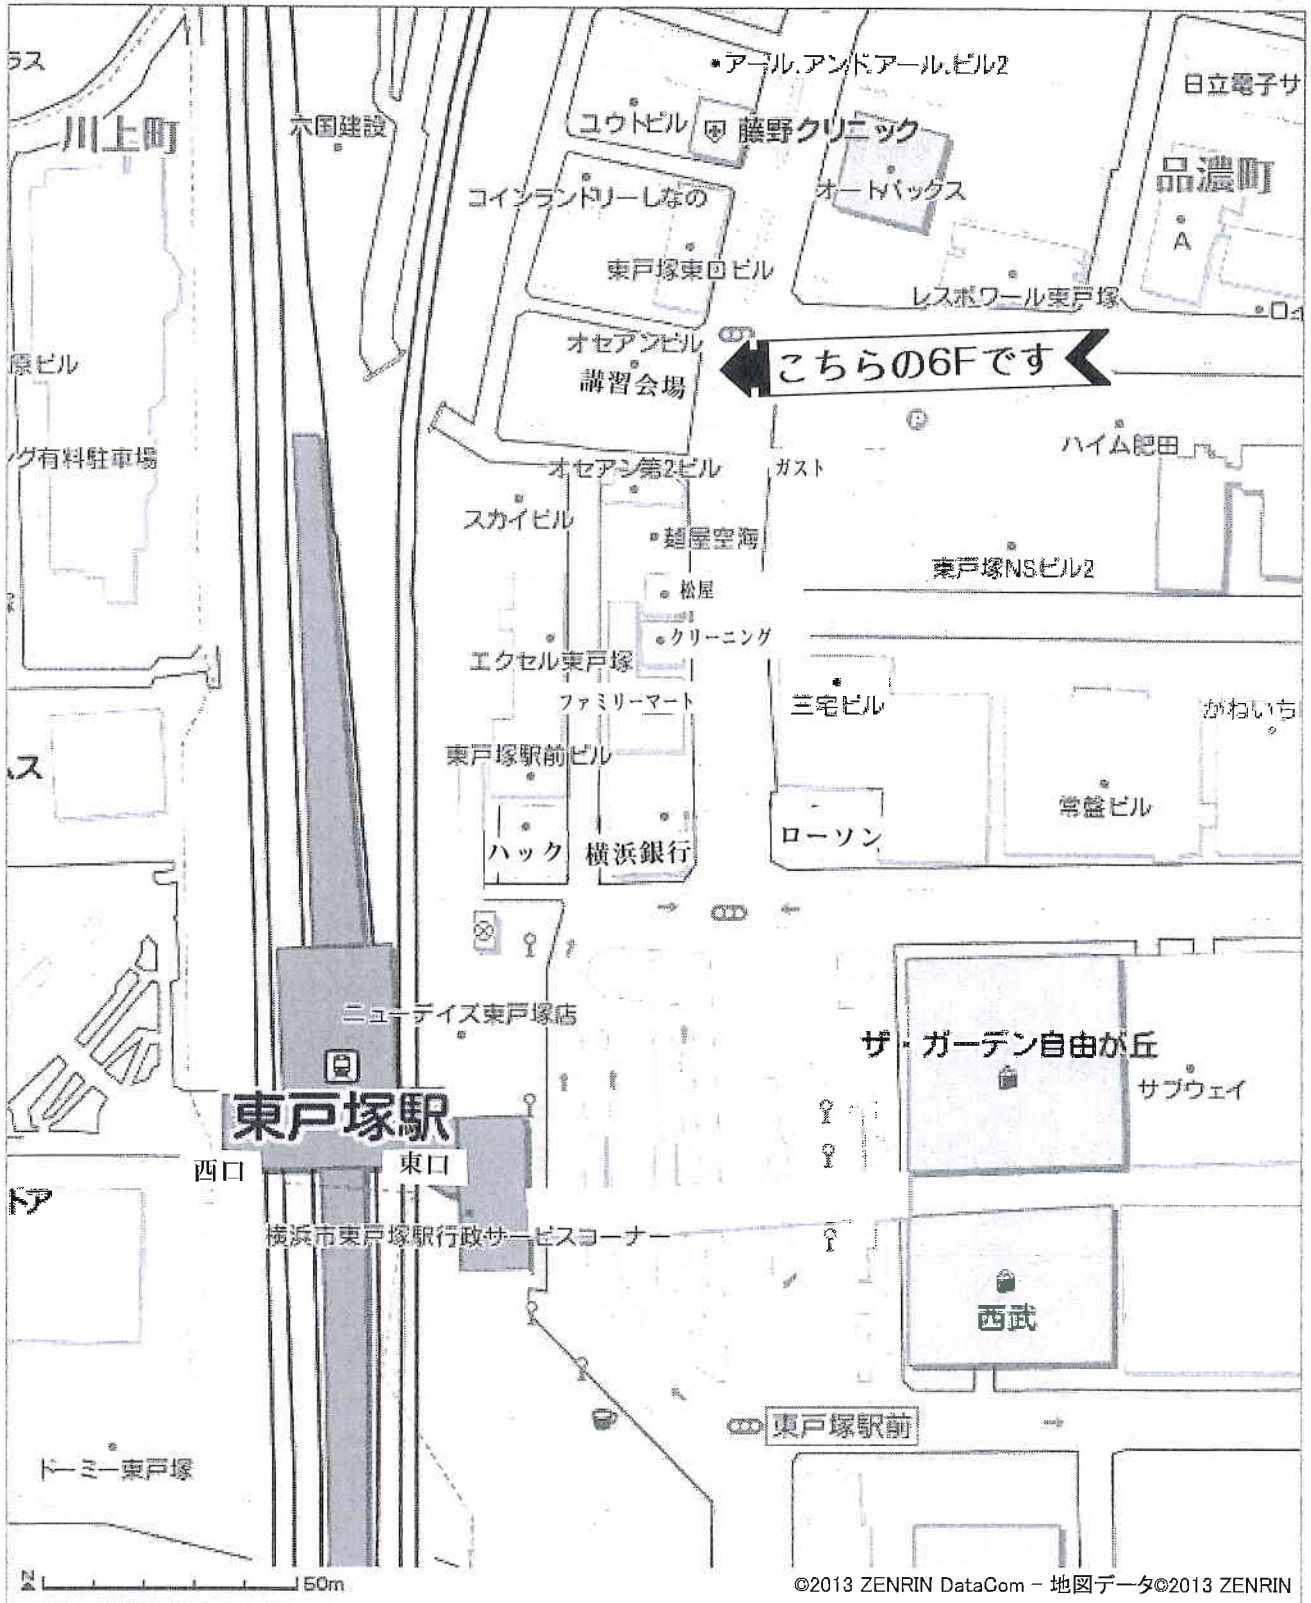 ラス
アール.アンド.アール.ビル2
日立電子サ
川上町
六国建設
ユウトビル
藤野クリニック
品濃町
コインランドリーしなの
オートバックス
A
東戸塚東口ビル
レスポワール東戸塚
オセアンビル
講習会場
こちらの6Fです
原ビル
P
ハイム肥田
グ有料駐車場
オセアン第2ビル
ガスト
スカイビル
麺屋空海
東戸塚NSビル2
松屋
クリーニング
エクセル東戸塚
ファミリーマート
三宅ビル
がねいち
東戸塚駅前ビル
ス
常盤ビル
ハック
横浜銀行
ローソン
ニューデイズ東戸塚店
ザ・ガーデン自由が丘
サブウェイ
東戸塚駅
西口
東口
トア
横浜市東戸塚駅行政サービスコーナー
西武
東戸塚駅前
トーミー東戸塚
N
50m
©2013 ZENRIN DataCom - 地図データ©2013 ZENRIN